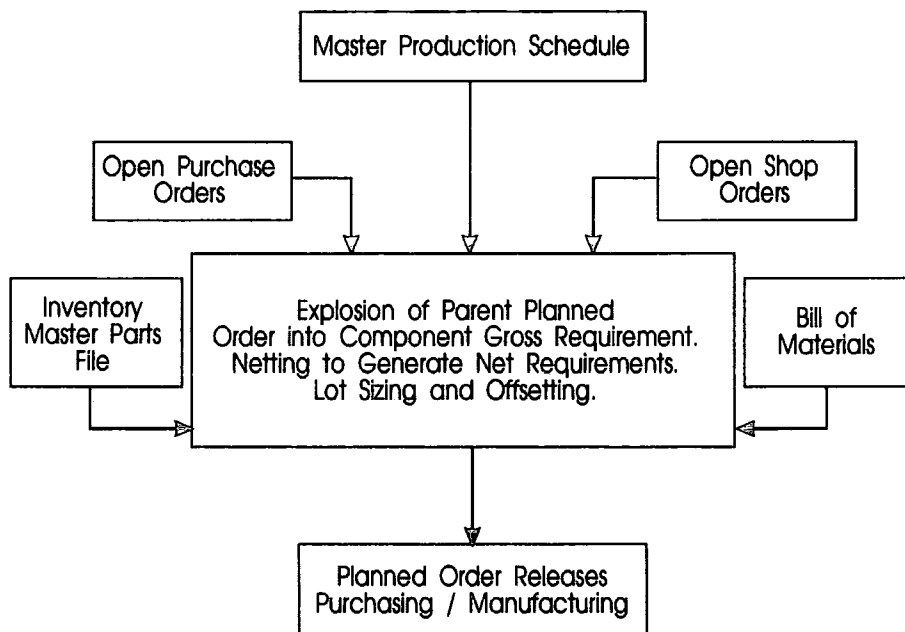 Master Production Schedule
Open Purchase
Orders
Open Shop
Orders
Inventory
Master Parts
File
Explosion of Parent Planned
Order into Component Gross Requirement.
Netting to Generate Net Requirements.
Lot Sizing and Offsetting.
Bill of
Materials
Planned Order Releases
Purchasing / Manufacturing